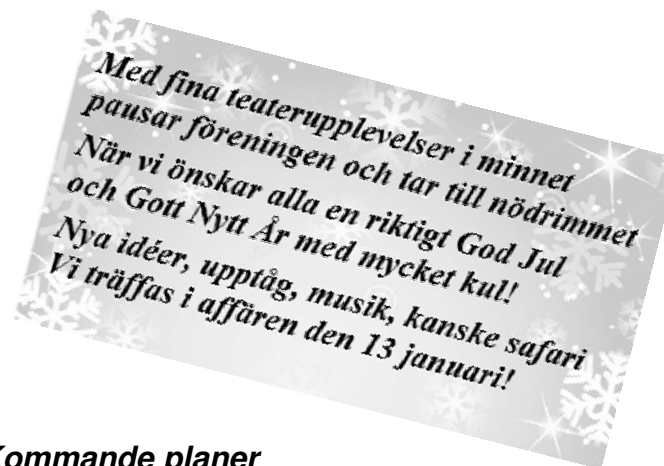 Med fina teaterupplevelser i minnet
pausar föreningen och tar till nödrimmet
När vi önskar alla en riktigt God Jul
och Gott Nytt År med mycket kul!
Nya idéer, upptåg, musik, kanske safari
Vi träffas i affären den 13 januari!
Kommande planer